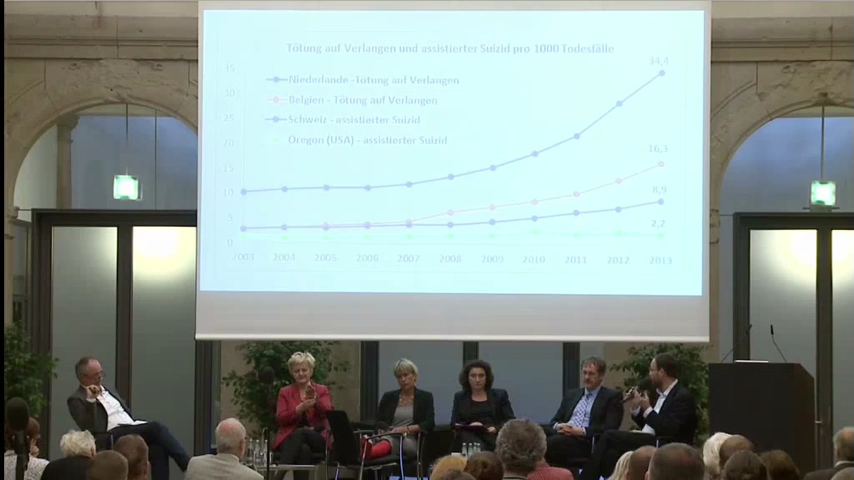 Tötung auf Verlangen und assistierter Suizid pro 1000 Todesfälle
34,4
35
Niederlande - Tötung auf Verlangen
30
Belgien - Tötung auf Verlangen
25
Schweiz - assistierter Suizid
20
Oregon (USA) - assistierter Suizid
16,3
15
10
8,9
5
2,2
0
2003 2004 2005 2006 2007 2008 2009 2010 2011 2012 2013